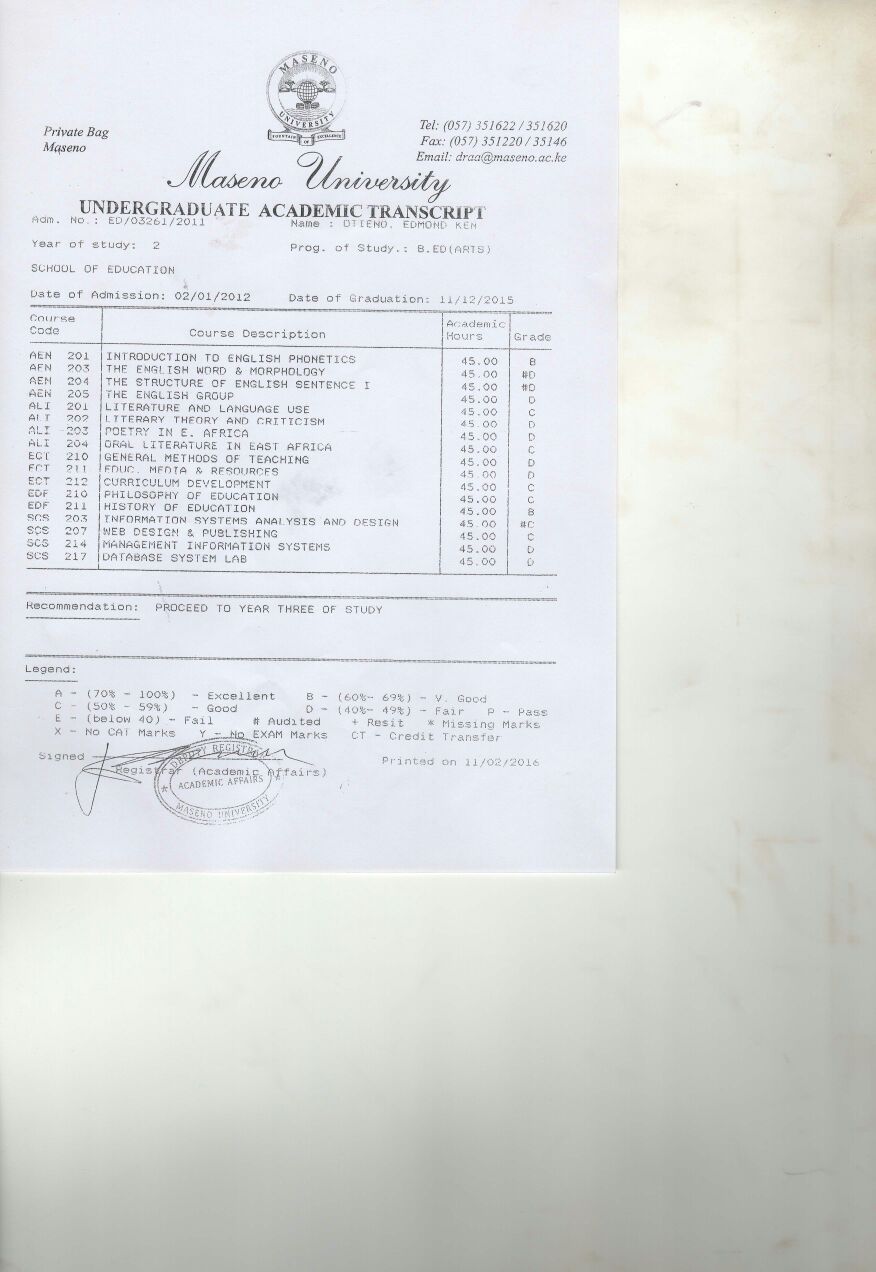 MASENO
UNIVERSITY
FOUNTAIN OF EXCELLENCE
Private Bag
Maseno
Tel: (057) 351622 / 351620
Fax: (057) 351220 / 35146
Email: draa@maseno.ac.ke
Maseno University
UNDERGRADUATE ACADEMIC TRANSCRIPT
Adm. No.: ED/03261/2011 Name : OTIENO, EDMOND KEN
Year of study: 2 Prog. of Study.: B.ED(ARTS)
SCHOOL OF EDUCATION
Date of Admission: 02/01/2012 Date of Graduation: 11/12/2015
Course Code Course Description Academic Hours Grade
AEN 201 INTRODUCTION TO ENGLISH PHONETICS 45.00 B
AEN 203 THE ENGLISH WORD & MORPHOLOGY 45.00 #D
AEN 204 THE STRUCTURE OF ENGLISH SENTENCE I 45.00 #D
AEN 205 THE ENGLISH GROUP 45.00 D
ALI 201 LITERATURE AND LANGUAGE USE 45.00 C
ALI 202 LITERARY THEORY AND CRITICISM 45.00 D
ALI 203 POETRY IN E. AFRICA 45.00 D
ALI 204 ORAL LITERATURE IN EAST AFRICA 45.00 C
ECT 210 GENERAL METHODS OF TEACHING 45.00 D
ECT 211 EDUC. MEDIA & RESOURCES 45.00 D
ECT 212 CURRICULUM DEVELOPMENT 45.00 C
EDF 210 PHILOSOPHY OF EDUCATION 45.00 C
EDF 211 HISTORY OF EDUCATION 45.00 B
SCS 203 INFORMATION SYSTEMS ANALYSIS AND DESIGN 45.00 #C
SCS 207 WEB DESIGN & PUBLISHING 45.00 C
SCS 214 MANAGEMENT INFORMATION SYSTEMS 45.00 D
SCS 217 DATABASE SYSTEM LAB 45.00 D
Recommendation: PROCEED TO YEAR THREE OF STUDY
Legend:
A - (70% - 100%) - Excellent B - (60%- 69%) - V. Good
C - (50% - 59%) - Good D - (40%- 49%) - Fair P - Pass
E - (below 40) - Fail # Audited + Resit * Missing Marks
X - No CAT Marks Y - No EXAM Marks CT - Credit Transfer
Signed
Printed on 11/02/2016
Registrar (Academic Affairs)
DEPUTY REGISTRAR
* ACADEMIC AFFAIRS *
MASENO UNIVERSITY